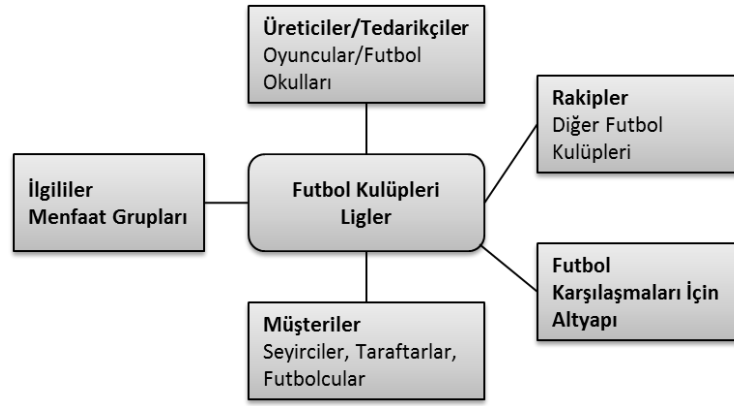 Üreticiler/Tedarikçiler
Oyuncular/Futbol
Okulları
Rakipler
Diğer Futbol
Kulüpleri
İlgililer
Menfaat Grupları
Futbol Kulüpleri
Ligler
Futbol
Karşılaşmaları İçin
Altyapı
Müşteriler
Seyirciler, Taraftarlar,
Futbolcular